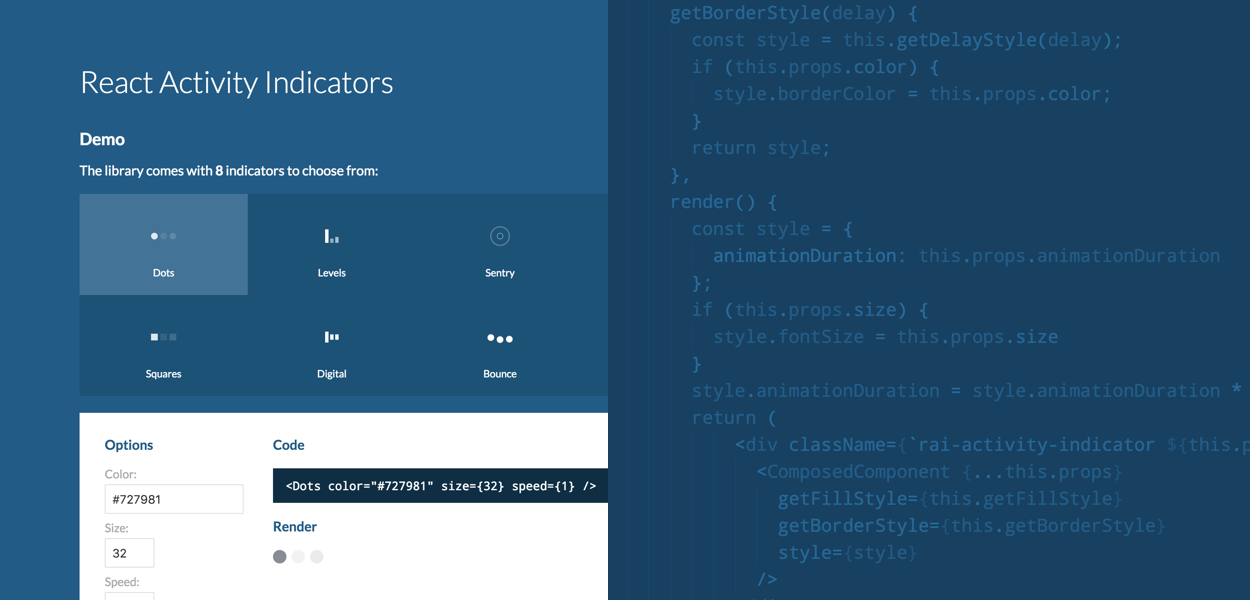 React Activity Indicators
Demo
The library comes with 8 indicators to choose from:
Dots
Levels
Sentry
Squares
Digital
Bounce
Options
Color:
#727981
Size:
32
Speed:
Code
<Dots color="#727981" size={32} speed={1} />
Render
getBorderStyle(delay) {
const style = this.getDelayStyle(delay);
if (this.props.color) {
style.borderColor = this.props.color;
}
return style;
},
render() {
const style = {
animationDuration: this.props.animationDuration
};
if (this.props.size) {
style.fontSize = this.props.size
}
style.animationDuration = style.animationDuration *
return (
<div className={`rai-activity-indicator ${this.p
<ComposedComponent {...this.props}
getFillStyle={this.getFillStyle}
getBorderStyle={this.getBorderStyle}
style={style}
/>